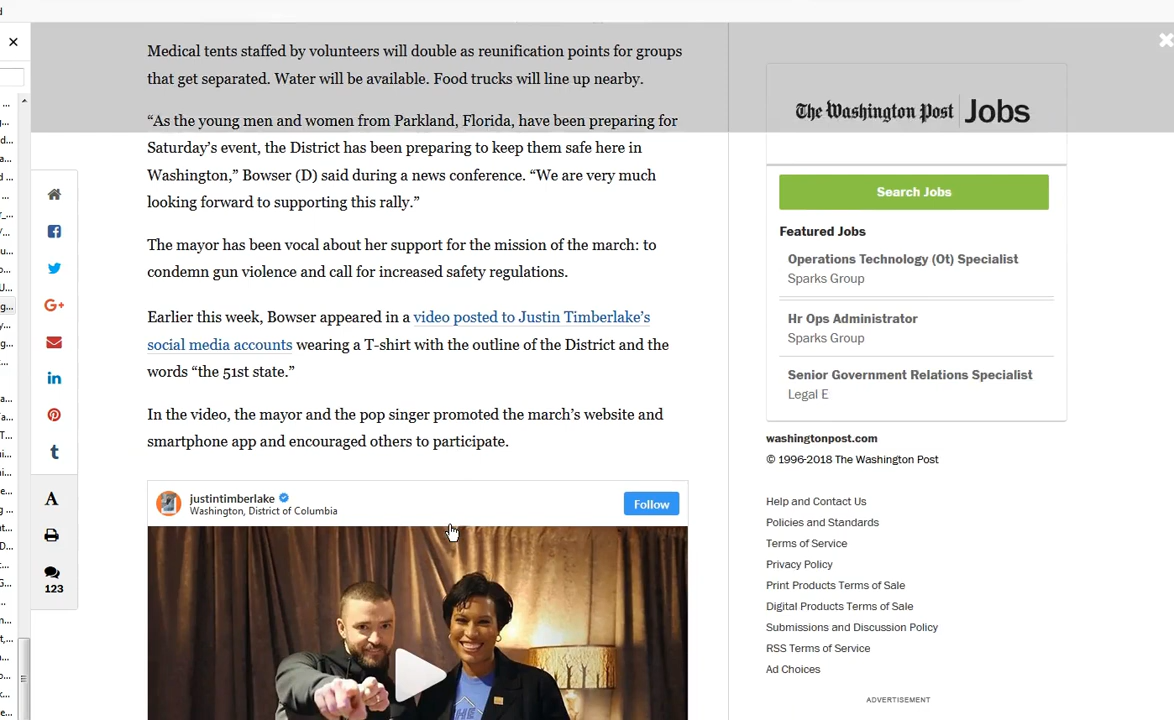 Medical tents staffed by volunteers will double as reunification points for groups
that get separated. Water will be available. Food trucks will line up nearby.
“As the young men and women from Parkland, Florida, have been preparing for
Saturday’s event, the District has been preparing to keep them safe here in
Washington,” Bowser (D) said during a news conference. “We are very much
looking forward to supporting this rally.”
The mayor has been vocal about her support for the mission of the march: to
condemn gun violence and call for increased safety regulations.
Earlier this week, Bowser appeared in a video posted to Justin Timberlake’s
social media accounts wearing a T-shirt with the outline of the District and the
words “the 51st state.”
In the video, the mayor and the pop singer promoted the march’s website and
smartphone app and encouraged others to participate.
justintimberlake
Washington, District of Columbia
Follow
123
The Washington Post Jobs
Search Jobs
Featured Jobs
Operations Technology (Ot) Specialist
Sparks Group
Hr Ops Administrator
Sparks Group
Senior Government Relations Specialist
Legal E
washingtonpost.com
© 1996-2018 The Washington Post
Help and Contact Us
Policies and Standards
Terms of Service
Privacy Policy
Print Products Terms of Sale
Digital Products Terms of Sale
Submissions and Discussion Policy
RSS Terms of Service
Ad Choices
ADVERTISEMENT